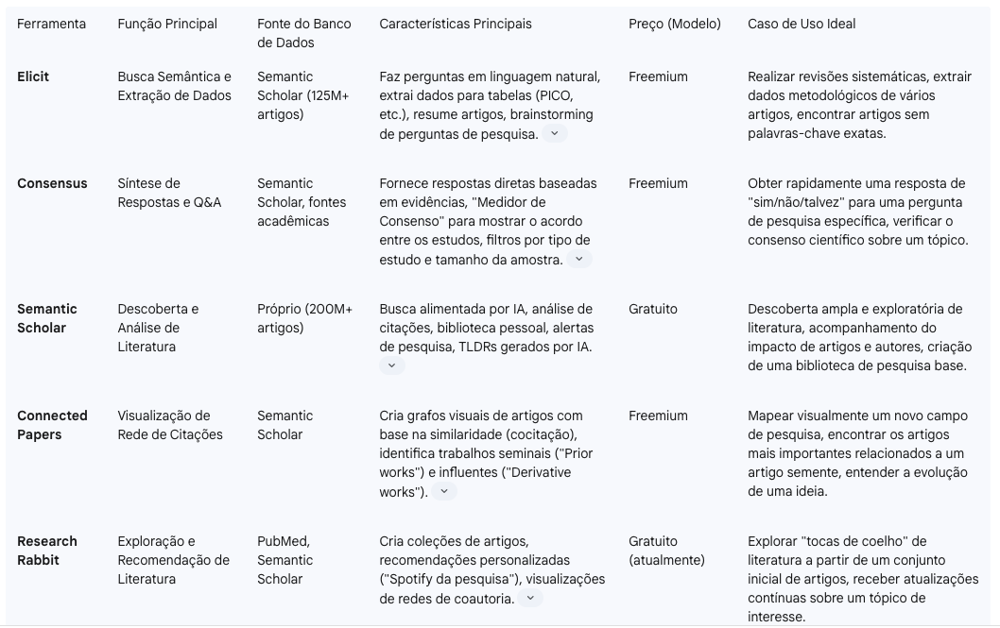 Ferramenta
Função Principal
Fonte do Banco
de Dados
Características Principais
Preço (Modelo)
Caso de Uso Ideal
Elicit
Busca Semântica e
Extração de Dados
Semantic
Scholar (125M+
artigos)
Faz perguntas em linguagem natural,
extrai dados para tabelas (PICO,
etc.), resume artigos, brainstorming
de perguntas de pesquisa.
Freemium
Realizar revisões sistemáticas, extrair
dados metodológicos de vários
artigos, encontrar artigos sem
palavras-chave exatas.
Consensus
Síntese de
Respostas e Q&A
Semantic
Scholar, fontes
acadêmicas
Fornece respostas diretas baseadas
em evidências, "Medidor de
Consenso" para mostrar o acordo
entre os estudos, filtros por tipo de
estudo e tamanho da amostra.
Freemium
Obter rapidamente uma resposta de
"sim/não/talvez" para uma pergunta
de pesquisa específica, verificar o
consenso científico sobre um tópico.
Semantic
Scholar
Descoberta e
Análise de
Literatura
Próprio (200M+
artigos)
Busca alimentada por IA, análise de
citações, biblioteca pessoal, alertas
de pesquisa, TLDRs gerados por IA.
Gratuito
Descoberta ampla e exploratória de
literatura, acompanhamento do
impacto de artigos e autores, criação
de uma biblioteca de pesquisa base.
Connected
Papers
Visualização de
Rede de Citações
Semantic
Scholar
Cria grafos visuais de artigos com
base na similaridade (cocitação),
identifica trabalhos seminais ("Prior
works") e influentes ("Derivative
works").
Freemium
Mapear visualmente um novo campo
de pesquisa, encontrar os artigos
mais importantes relacionados a um
artigo semente, entender a evolução
de uma ideia.
Research
Rabbit
Exploração e
Recomendação de
Literatura
PubMed,
Semantic
Scholar
Cria coleções de artigos,
recomendações personalizadas
("Spotify da pesquisa"), visualizações
de redes de coautoria.
Gratuito
(atualmente)
Explorar "tocas de coelho" de
literatura a partir de um conjunto
inicial de artigos, receber atualizações
contínuas sobre um tópico de
interesse.